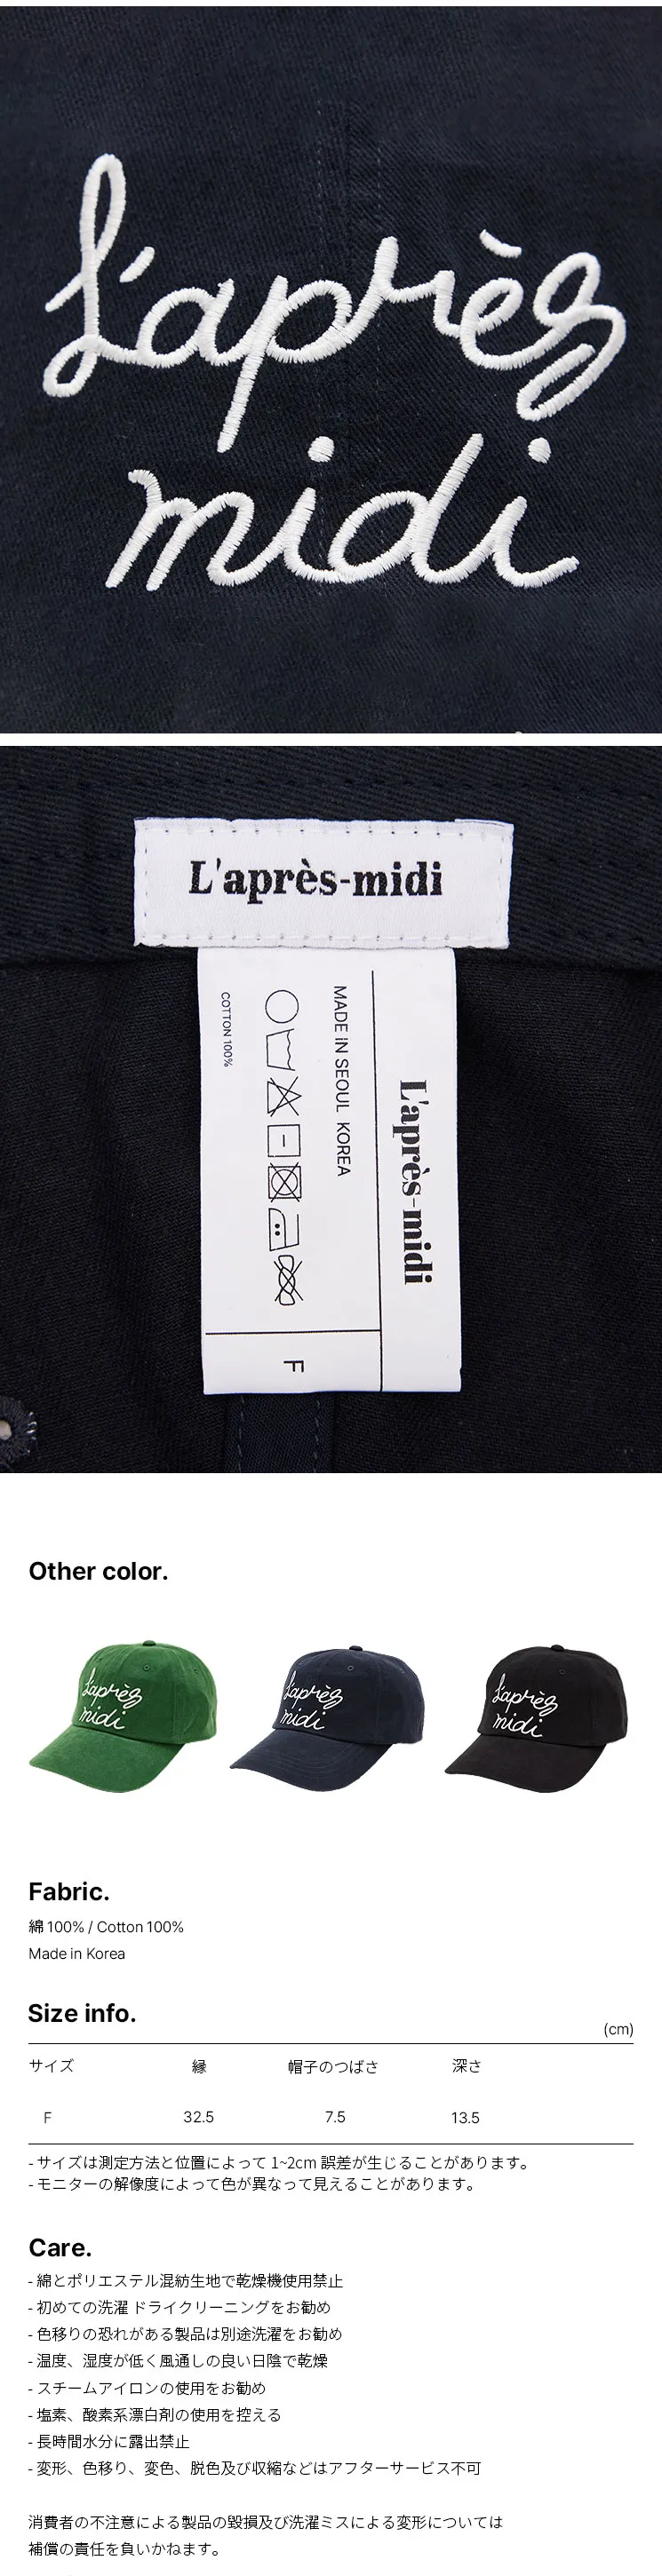 l'après
midi
L'après-midi
L'après-midi
MADE IN SEOUL KOREA
COTTON 100%
F
Other color.
l'après
midi
l'après
midi
l'après
midi
Fabric.
綿 100% / Cotton 100%
Made in Korea
Size info.
(cm)
サイズ 縁 帽子のつばさ 深さ
F 32.5 7.5 13.5
- サイズは測定方法と位置によって 1~2cm 誤差が生じることがあります。
- モニターの解像度によって色が異なって見えることがあります。
Care.
- 綿とポリエステル混紡生地で乾燥機使用禁止
- 初めての洗濯 ドライクリーニングをお勧め
- 色移りの恐れがある製品は別途洗濯をお勧め
- 温度、湿度が低く風通しの良い日陰で乾燥
- スチームアイロンの使用をお勧め
- 塩素、酸素系漂白剤の使用を控える
- 長時間水分に露出禁止
- 変形、色移り、変色、脱色及び収縮などはアフターサービス不可
消費者の不注意による製品の毀損及び洗濯ミスによる変形については
補償の責任を負いかねます。